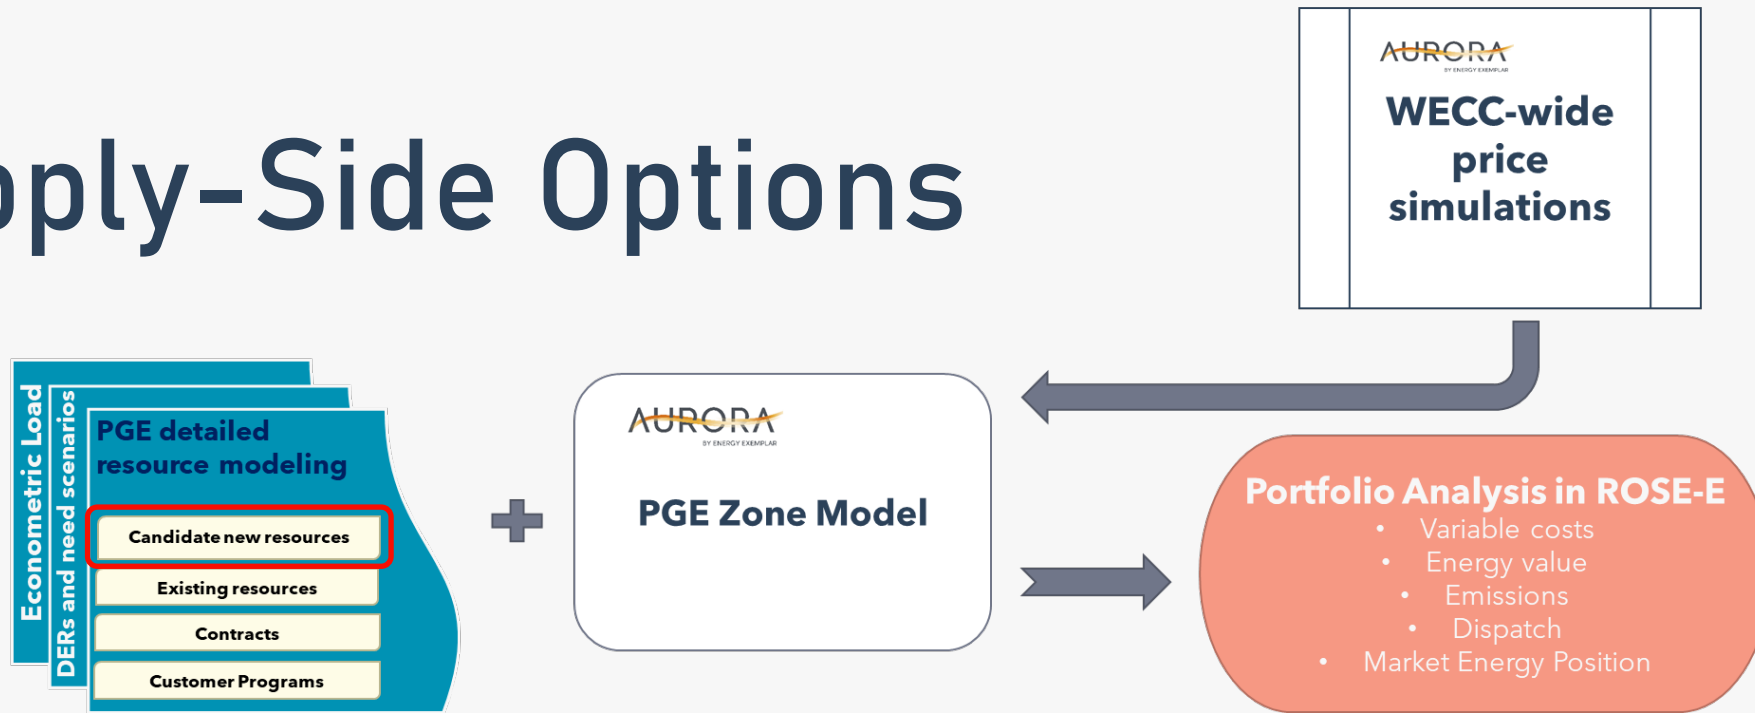 AURORA
BY ENERGY EXEMPLAR
WECC-wide
price
simulations
pply-Side Options
Econometric Load
DERs and need scenarios
PGE detailed
resource modeling
Candidate new resources
Existing resources
Contracts
Customer Programs
AURORA
BY ENERGY EXEMPLAR
PGE Zone Model
Portfolio Analysis in ROSE-E
• Variable costs
• Energy value
• Emissions
• Dispatch
• Market Energy Position